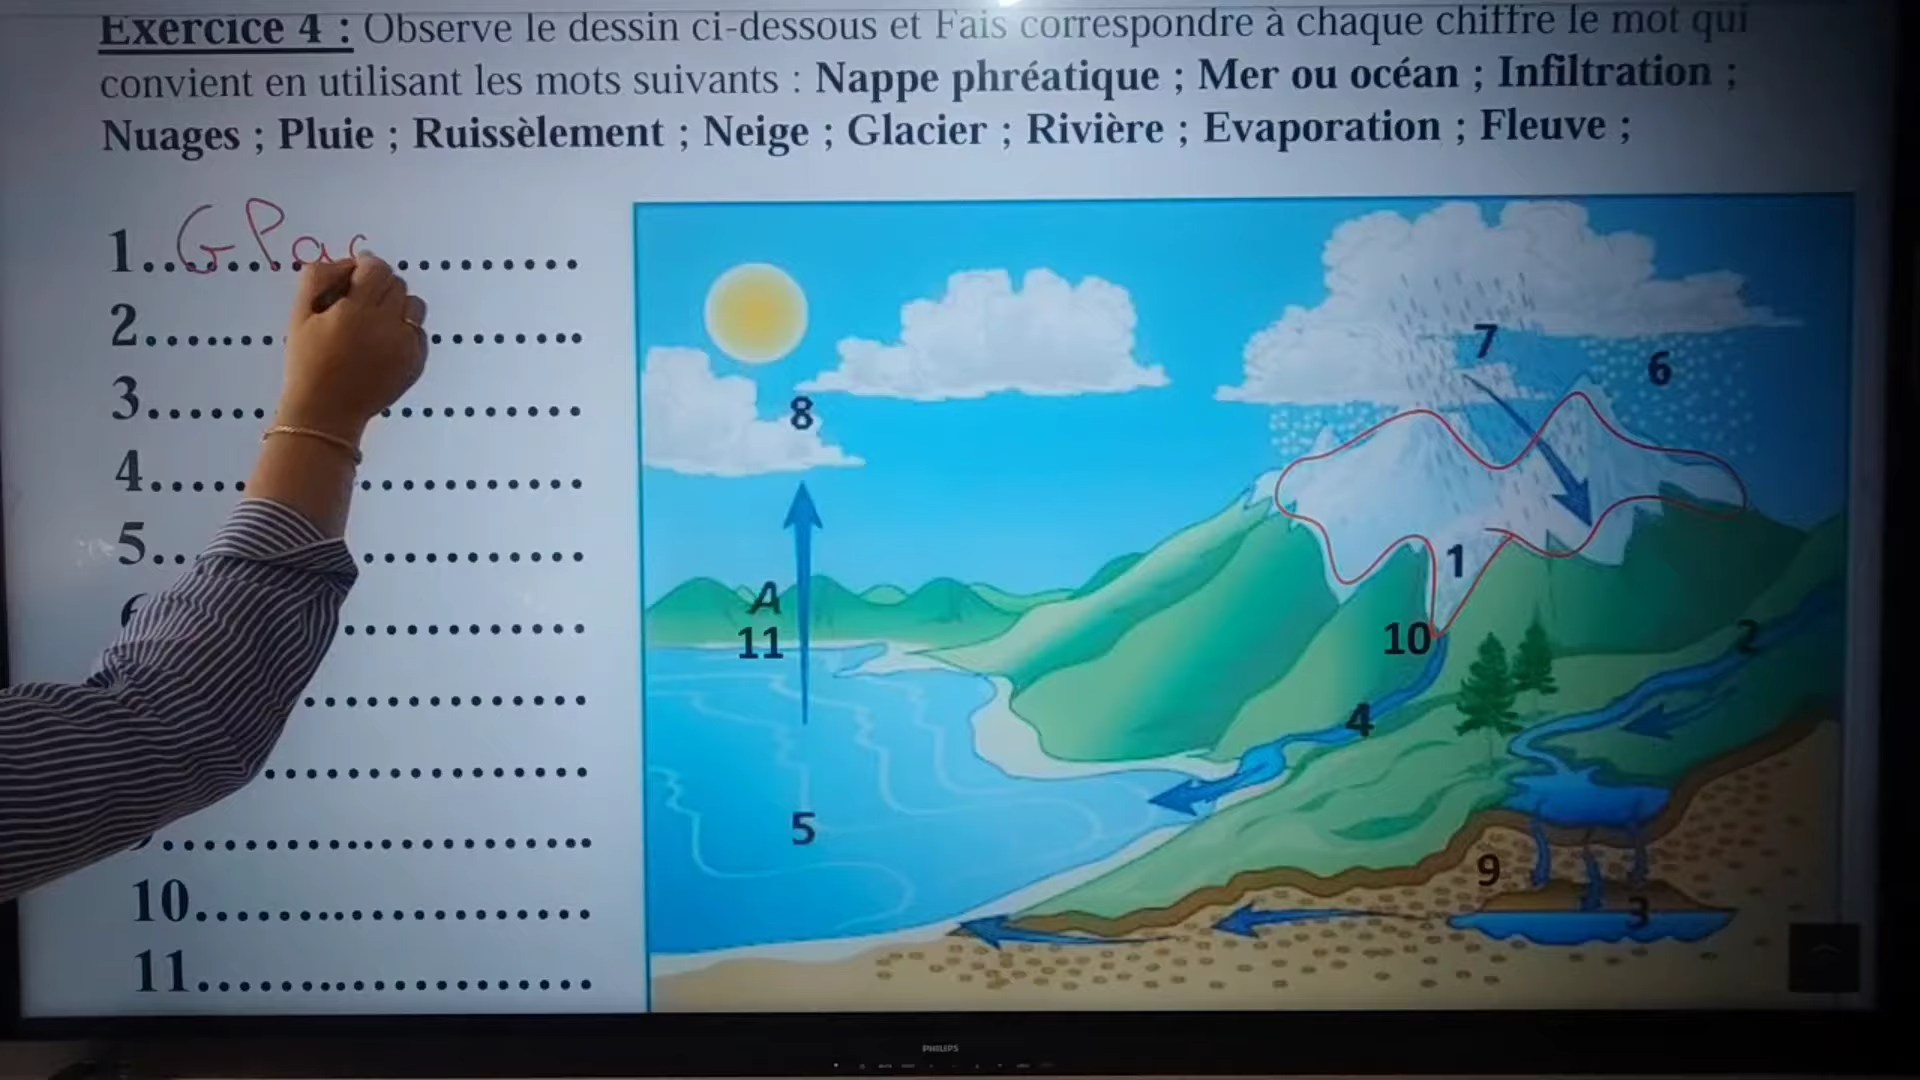 Exercice 4 : Observe le dessin ci-dessous et Fais correspondre à chaque chiffre le mot qui
convient en utilisant les mots suivants : Nappe phréatique ; Mer ou océan ; Infiltration ;
Nuages ; Pluie ; Ruissèlement ; Neige ; Glacier ; Rivière ; Evaporation ; Fleuve ;
1.. Glac.........
2................
3................
4................
5................
10...................
11...................
7
6
8
1
A
11
10
2
4
5
9
3
PHILIPS